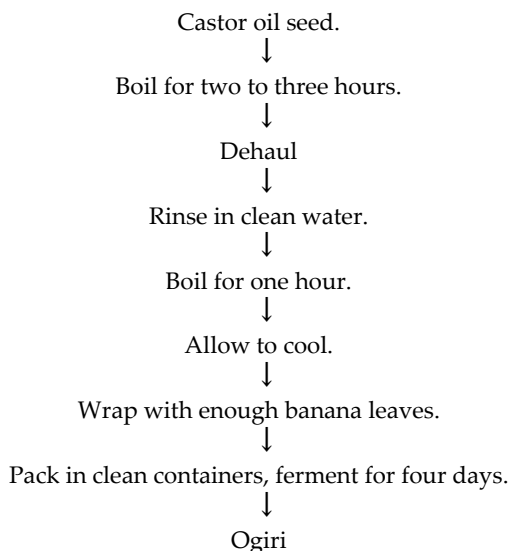 Castor oil seed.
↓
Boil for two to three hours.
↓
Dehaul
↓
Rinse in clean water.
↓
Boil for one hour.
↓
Allow to cool.
↓
Wrap with enough banana leaves.
↓
Pack in clean containers, ferment for four days.
↓
Ogiri